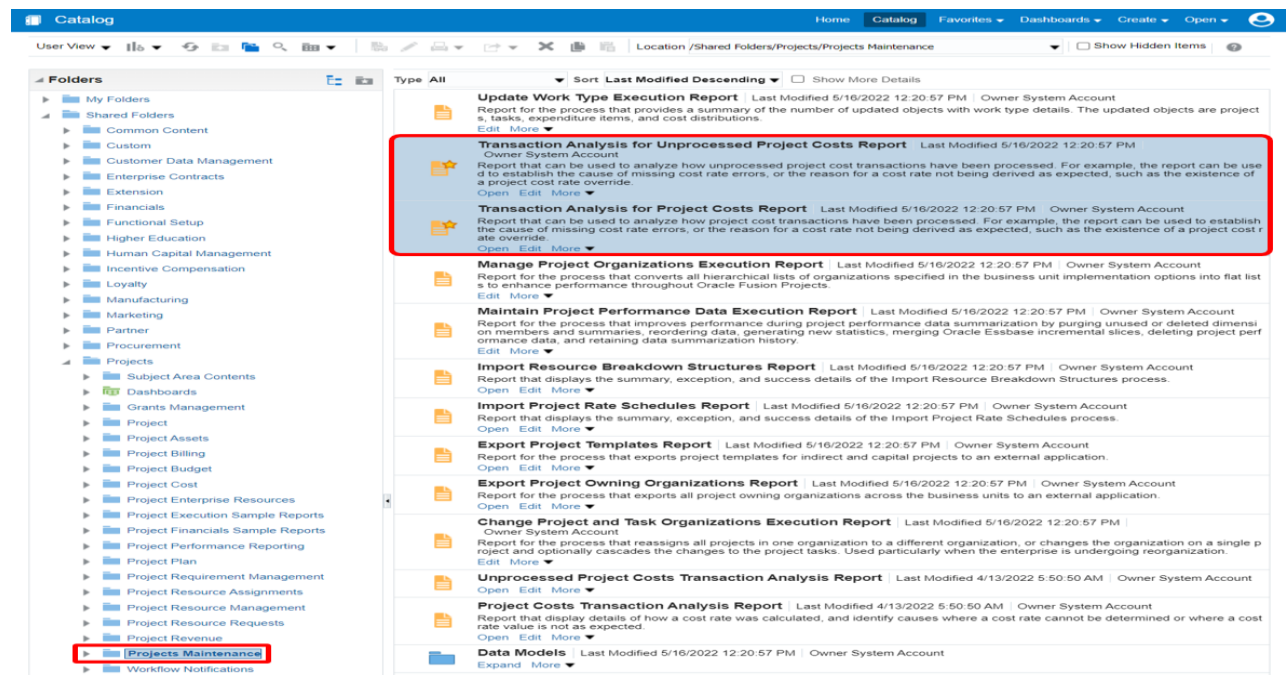 Catalog
Home Catalog Favorites Dashboards Create Open
User View Location /Shared Folders/Projects/Projects Maintenance Show Hidden Items
Folders
My Folders
Shared Folders
Common Content
Custom
Customer Data Management
Enterprise Contracts
Extension
Financials
Functional Setup
Higher Education
Human Capital Management
Incentive Compensation
Loyalty
Manufacturing
Marketing
Partner
Procurement
Projects
Subject Area Contents
Dashboards
Grants Management
Project
Project Assets
Project Billing
Project Budget
Project Cost
Project Enterprise Resources
Project Execution Sample Reports
Project Financials Sample Reports
Project Performance Reporting
Project Plan
Project Requirement Management
Project Resource Assignments
Project Resource Management
Project Resource Requests
Project Revenue
Projects Maintenance
Workflow Notifications
Type All Sort Last Modified Descending Show More Details
Update Work Type Execution Report Last Modified 5/16/2022 12:20:57 PM Owner System Account
Report for the process that provides a summary of the number of updated objects with work type details. The updated objects are project
s, tasks, expenditure items, and cost distributions.
Edit More
Transaction Analysis for Unprocessed Project Costs Report Last Modified 5/16/2022 12:20:57 PM
Owner System Account
Report that can be used to analyze how unprocessed project cost transactions have been processed. For example, the report can be use
d to establish the cause of missing cost rate errors, or the reason for a cost rate not being derived as expected, such as the existence of
a project cost rate override.
Open Edit More
Transaction Analysis for Project Costs Report Last Modified 5/16/2022 12:20:57 PM Owner System Account
Report that can be used to analyze how project cost transactions have been processed. For example, the report can be used to establish
the cause of missing cost rate errors, or the reason for a cost rate not being derived as expected, such as the existence of a project cost r
ate override.
Open Edit More
Manage Project Organizations Execution Report Last Modified 5/16/2022 12:20:57 PM Owner System Account
Report for the process that converts all hierarchical lists of organizations specified in the business unit implementation options into flat list
s to enhance performance throughout Oracle Fusion Projects.
Edit More
Maintain Project Performance Data Execution Report Last Modified 5/16/2022 12:20:57 PM Owner System Account
Report for the process that improves performance during project performance data summarization by purging unused or deleted dimensi
on members and summaries, reordering data, generating new statistics, merging Oracle Essbase incremental slices, deleting project perf
ormance data, and retaining data summarization history.
Edit More
Import Resource Breakdown Structures Report Last Modified 5/16/2022 12:20:57 PM Owner System Account
Report that displays the summary, exception, and success details of the Import Resource Breakdown Structures process.
Open Edit More
Import Project Rate Schedules Report Last Modified 5/16/2022 12:20:57 PM Owner System Account
Report that displays the summary, exception, and success details of the Import Project Rate Schedules process.
Open Edit More
Export Project Templates Report Last Modified 5/16/2022 12:20:57 PM Owner System Account
Report for the process that exports project templates for indirect and capital projects to an external application.
Open Edit More
Export Project Owning Organizations Report Last Modified 5/16/2022 12:20:57 PM Owner System Account
Report for the process that exports all project owning organizations across the business units to an external application.
Open Edit More
Change Project and Task Organizations Execution Report Last Modified 5/16/2022 12:20:57 PM
Owner System Account
Report for the process that reassigns all projects in one organization to a different organization, or changes the organization on a single p
roject and optionally cascades the changes to the project tasks. Used particularly when the enterprise is undergoing reorganization.
Edit More
Unprocessed Project Costs Transaction Analysis Report Last Modified 4/13/2022 5:50:50 AM Owner System Account
Open Edit More
Project Costs Transaction Analysis Report Last Modified 4/13/2022 5:50:50 AM Owner System Account
Report that display details of how a cost rate was calculated, and identify causes where a cost rate cannot be determined or where a cost
rate value is not as expected.
Open Edit More
Data Models Last Modified 5/16/2022 12:20:57 PM Owner System Account
Expand More